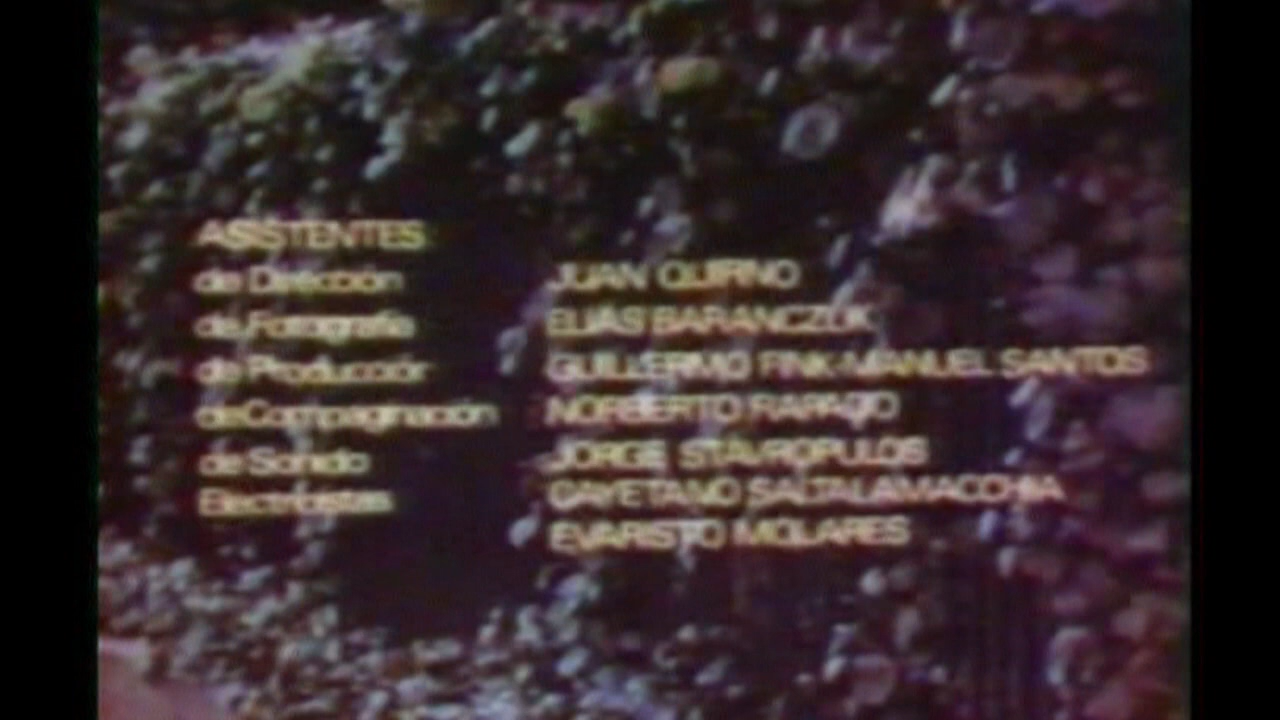 ASISTENTES
de Dirección JUAN QUIRNO
de Fotografía ELIAS BARANCZUK
de Producción GUILLERMO FINK-MANUEL SANTOS
de Compaginación NORBERTO RAPADO
de Sonido JORGE STAVROPULOS
Electricistas CAYETANO SALTALAMACCHIA
EVARISTO MOLARES